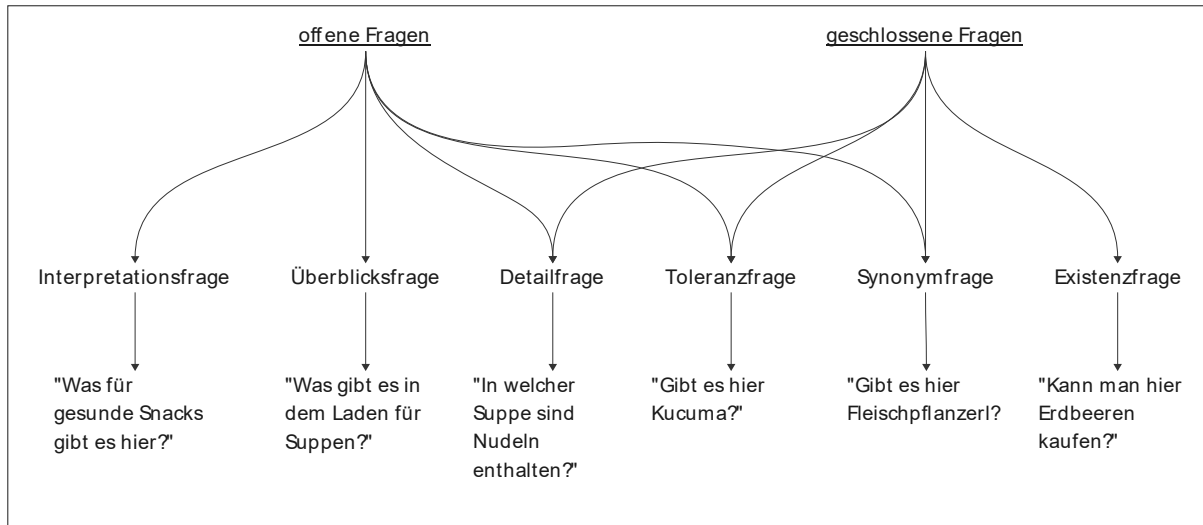 offene Fragen
geschlossene Fragen
Interpretationsfrage
Überblicksfrage
Detailfrage
Toleranzfrage
Synonymfrage
Existenzfrage
"Was für
gesunde Snacks
gibt es hier?"
"Was gibt es in
dem Laden für
Suppen?"
"In welcher
Suppe sind
Nudeln
enthalten?"
"Gibt es hier
Kucuma?"
"Gibt es hier
Fleischpflanzerl?
"Kann man hier
Erdbeeren
kaufen?"